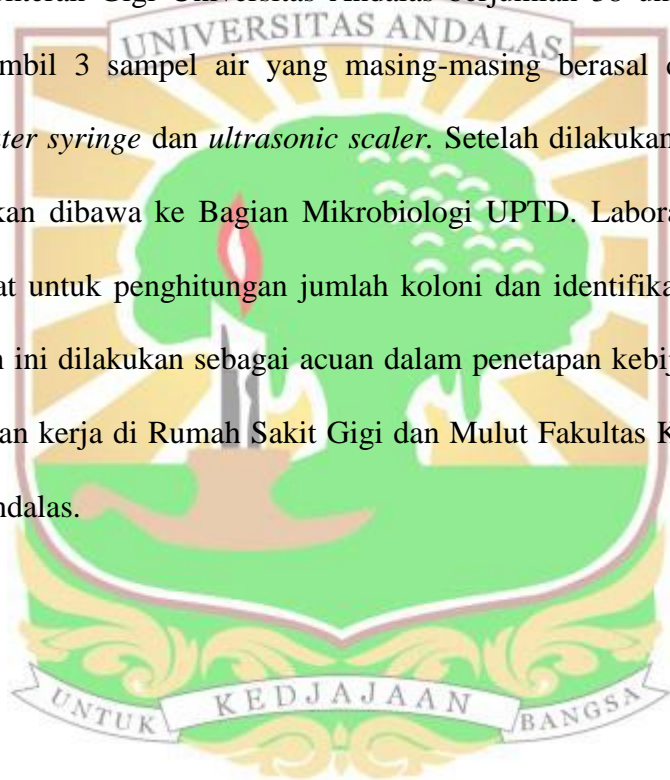 UNIVERSITAS ANDALAS
mbil 3 sampel air yang masing-masing berasal
ter syringe dan ultrasonic scaler. Setelah dilakukan
kan dibawa ke Bagian Mikrobiologi UPTD. Labora
at untuk penghitungan jumlah koloni dan identifika
n ini dilakukan sebagai acuan dalam penetapan kebij
an kerja di Rumah Sakit Gigi dan Mulut Fakultas K
ndalas.
UNTUK KEDJAJAAN BANGSA